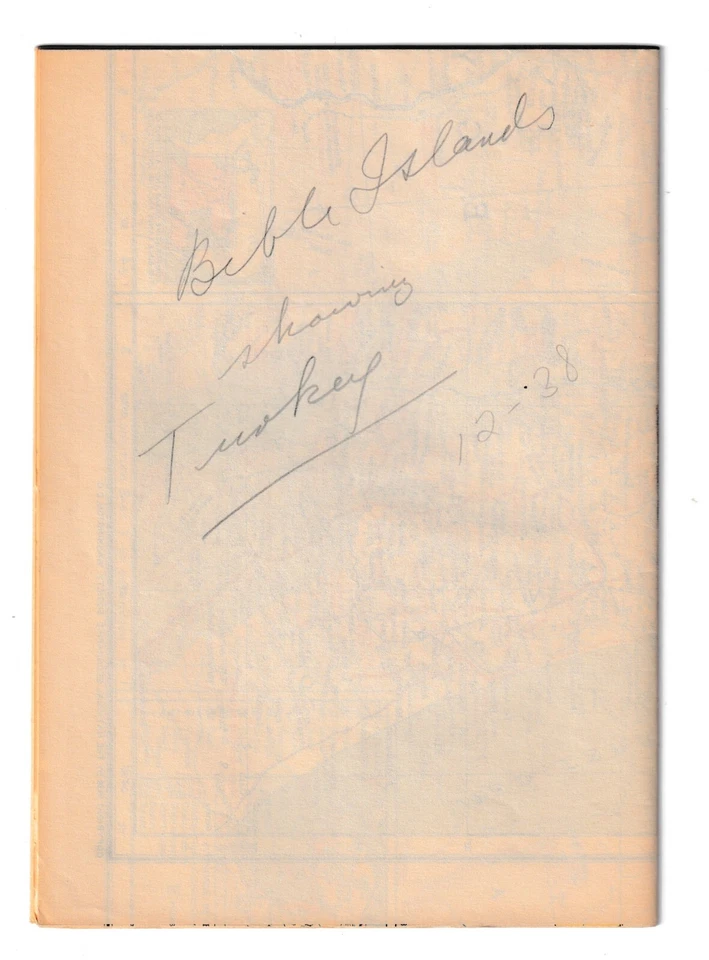 Bible Islands
showing
Turkey
12-38